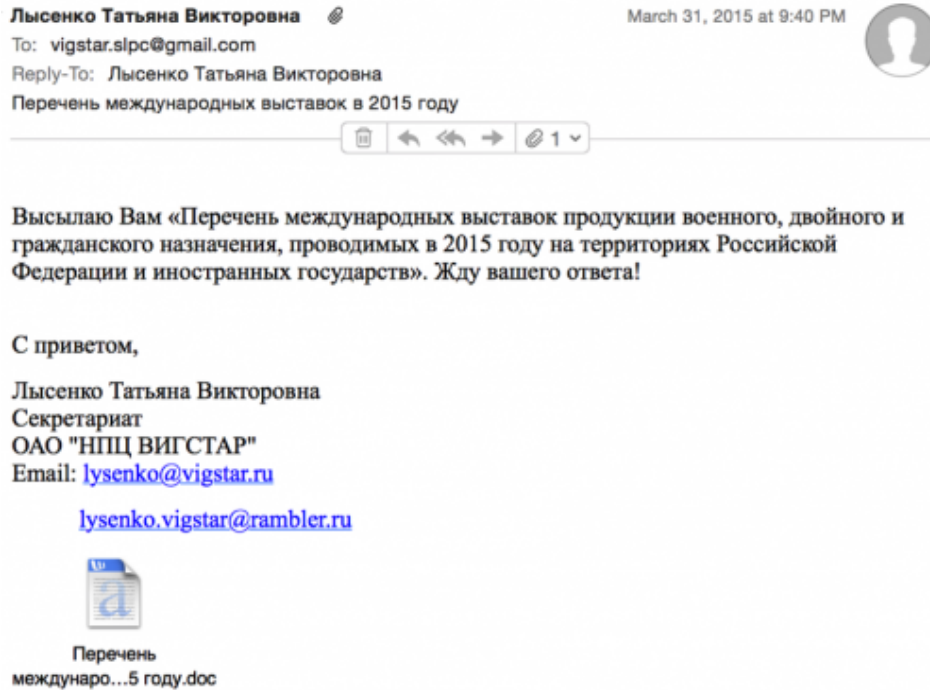 Лысенко Татьяна Викторовна
March 31, 2015 at 9:40 PM
To: vigstar.slpc@gmail.com
Reply-To: Лысенко Татьяна Викторовна
Перечень международных выставок в 2015 году
1
Высылаю Вам «Перечень международных выставок продукции военного, двойного и
гражданского назначения, проводимых в 2015 году на территориях Российской
Федерации и иностранных государств». Жду вашего ответа!
С приветом,
Лысенко Татьяна Викторовна
Секретариат
ОАО "НПЦ ВИГСТАР"
Email: lysenko@vigstar.ru
lysenko.vigstar@rambler.ru
Перечень
междунаро...5 году.doc